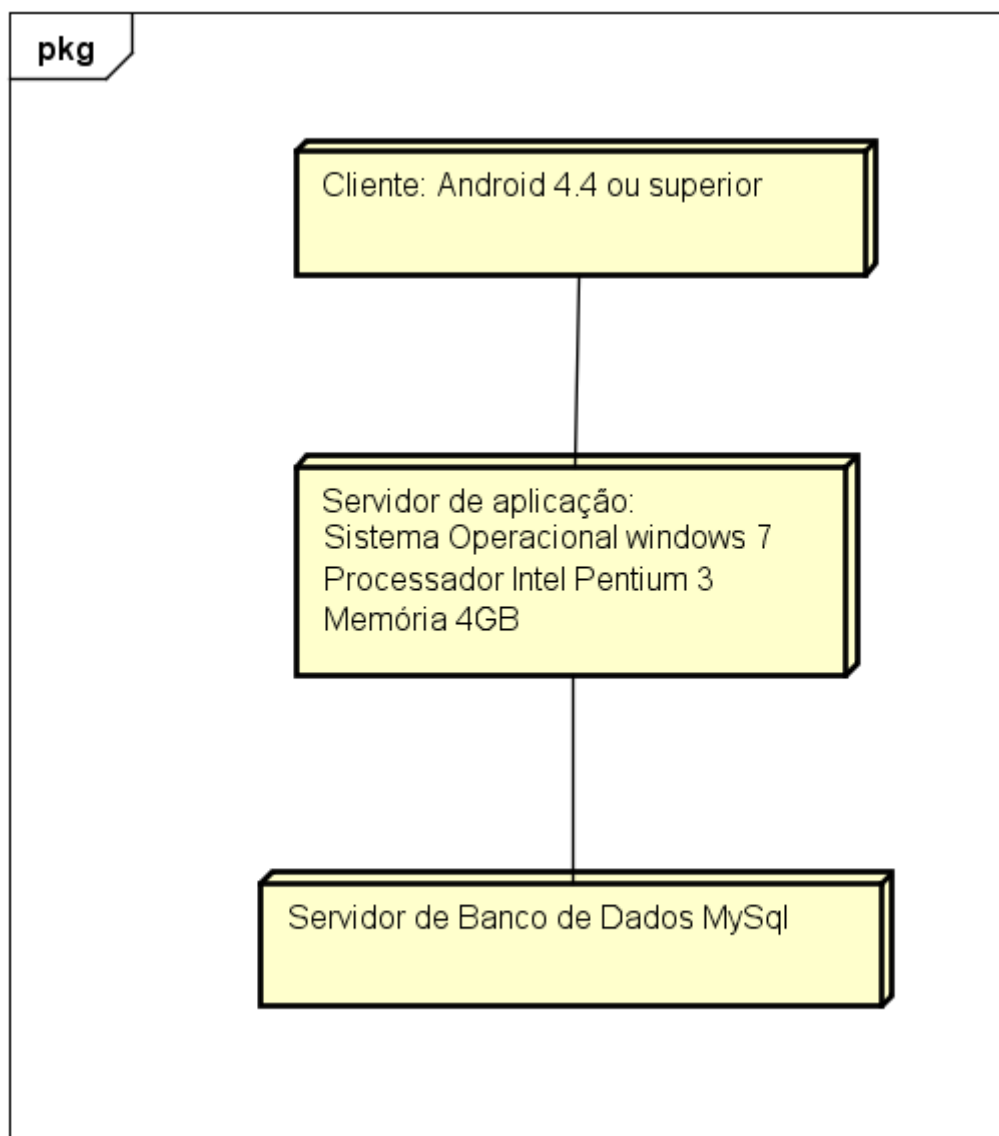 pkg
Cliente: Android 4.4 ou superior
Servidor de aplicação:
Sistema Operacional windows 7
Processador Intel Pentium 3
Memória 4GB
Servidor de Banco de Dados MySql